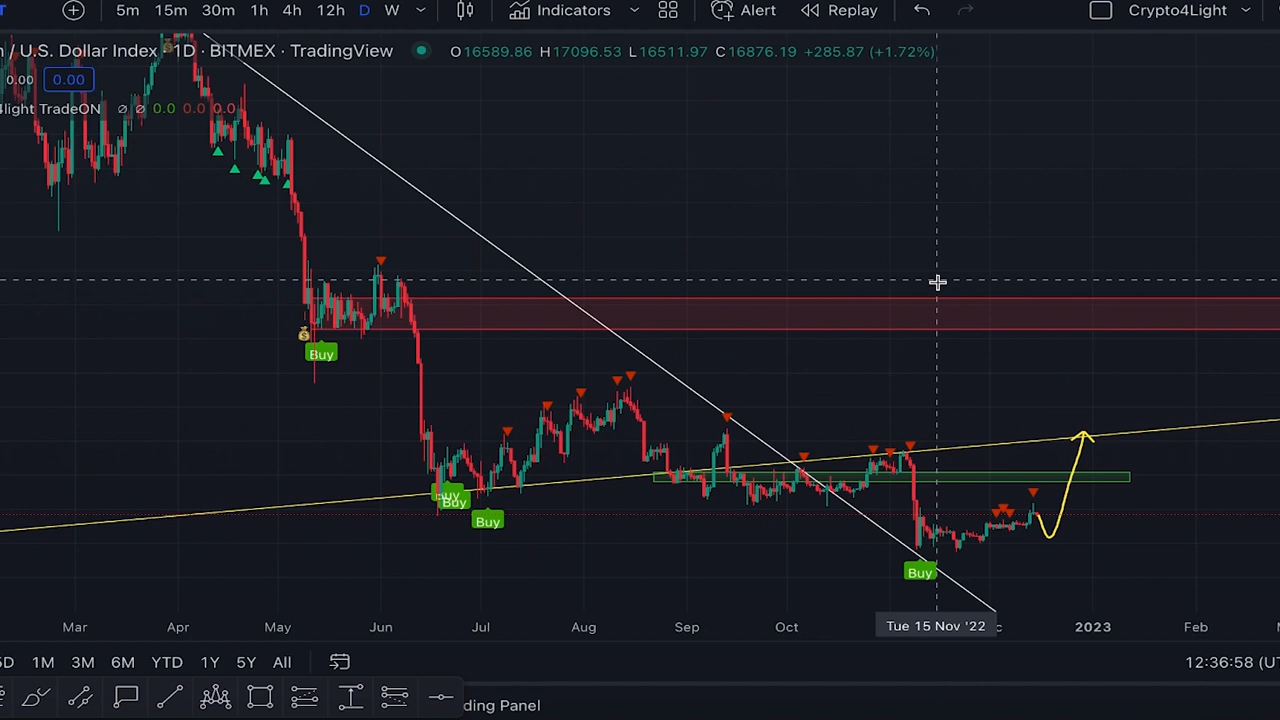 5m 15m 30m 1h 4h 12h D W Indicators Alert Replay Crypto4Light
/ U.S. Dollar Index · 1D · BITMEX · TradingView O16589.86 H17096.53 L16511.97 C16876.19 +285.87 (+1.72%)
0.00 0.00
4light TradeON ∅ ∅ 0.0 0.0 0.0
Buy
Buy
Buy
Buy
Buy
Mar Apr May Jun Jul Aug Sep Oct Tue 15 Nov '22 c 2023 Feb
5D 1M 3M 6M YTD 1Y 5Y All 12:36:58 (UT
ding Panel